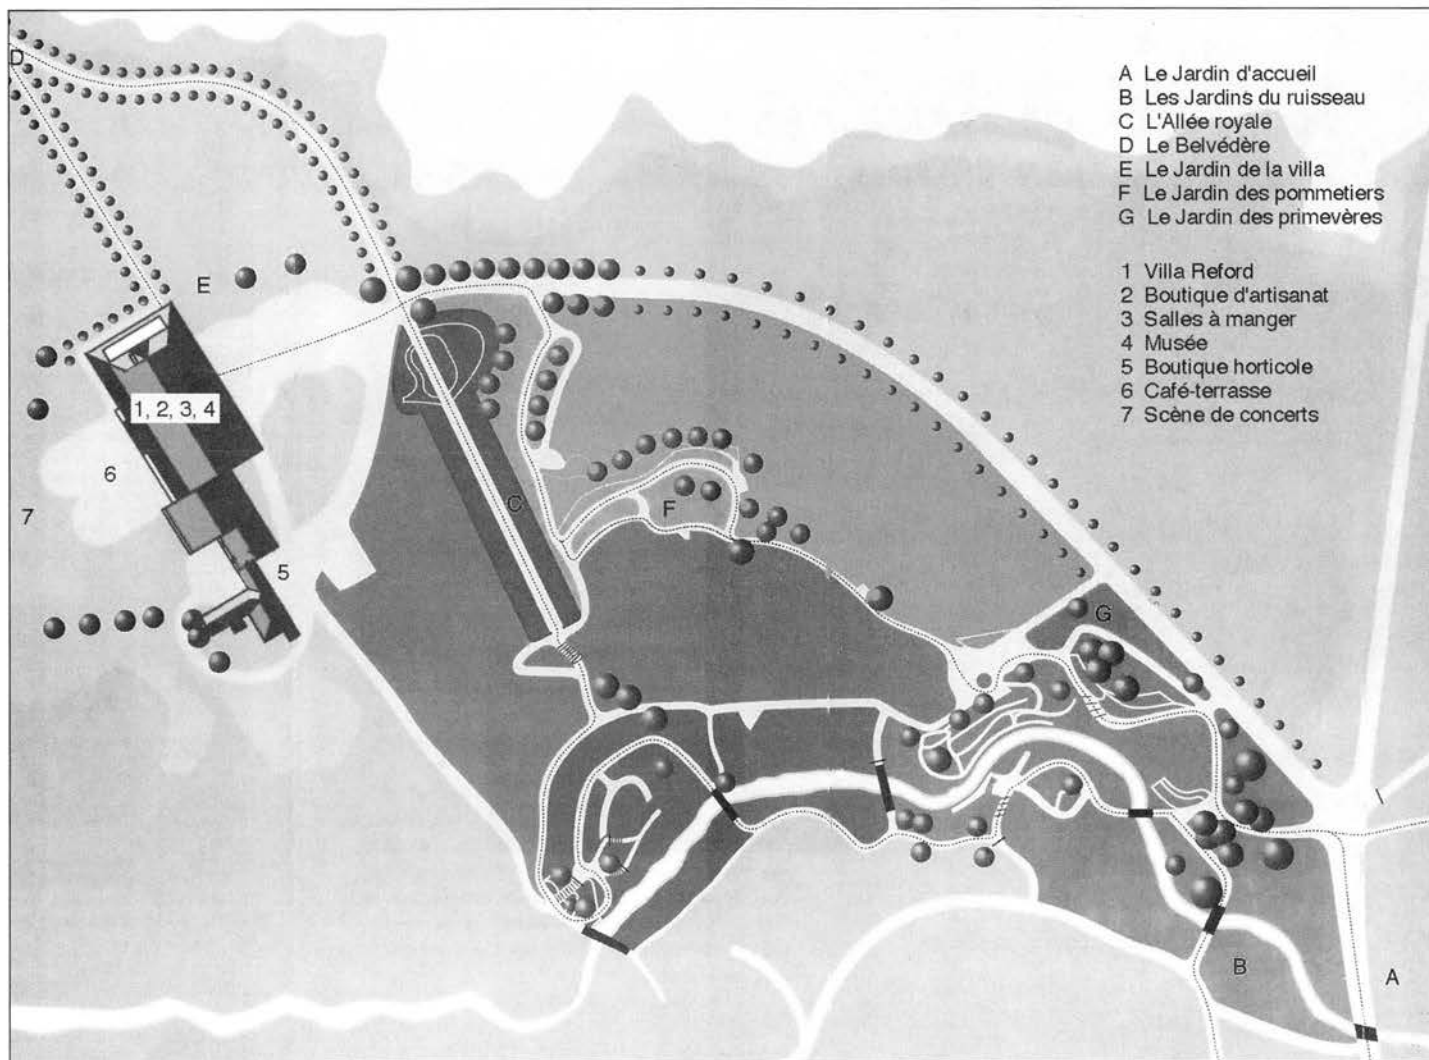 D
A Le Jardin d'accueil
B Les Jardins du ruisseau
C L'Allée royale
D Le Belvédère
E Le Jardin de la villa
F Le Jardin des pommetiers
G Le Jardin des primevères
1 Villa Reford
2 Boutique d'artisanat
3 Salles à manger
4 Musée
5 Boutique horticole
6 Café-terrasse
7 Scène de concerts
E
1, 2, 3, 4
6
7
C
F
5
G
B
A